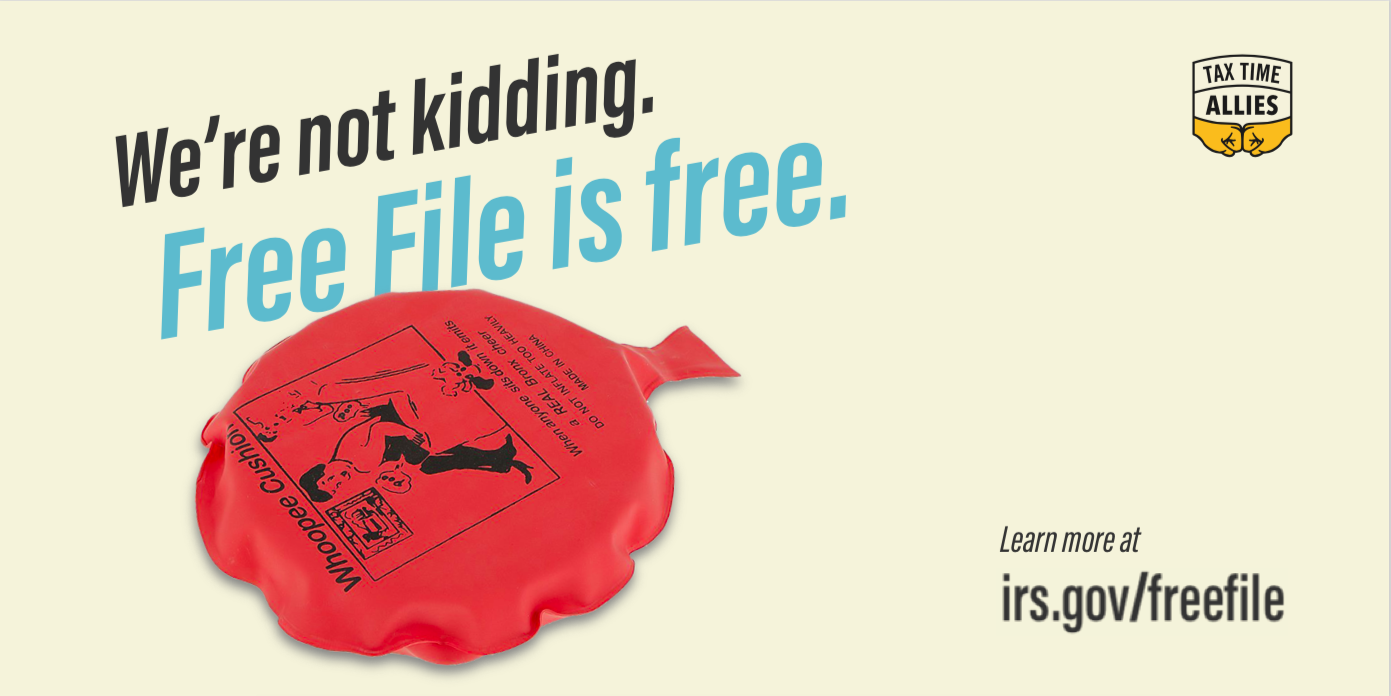 We're not kidding.
Free File is free.
TAX TIME
ALLIES
Whoopee Cushion
When anyone sits down it emits
a REAL Bronx cheer
DO NOT INFLATE TOO HEAVILY
MADE IN CHINA
Learn more at
irs.gov/freefile